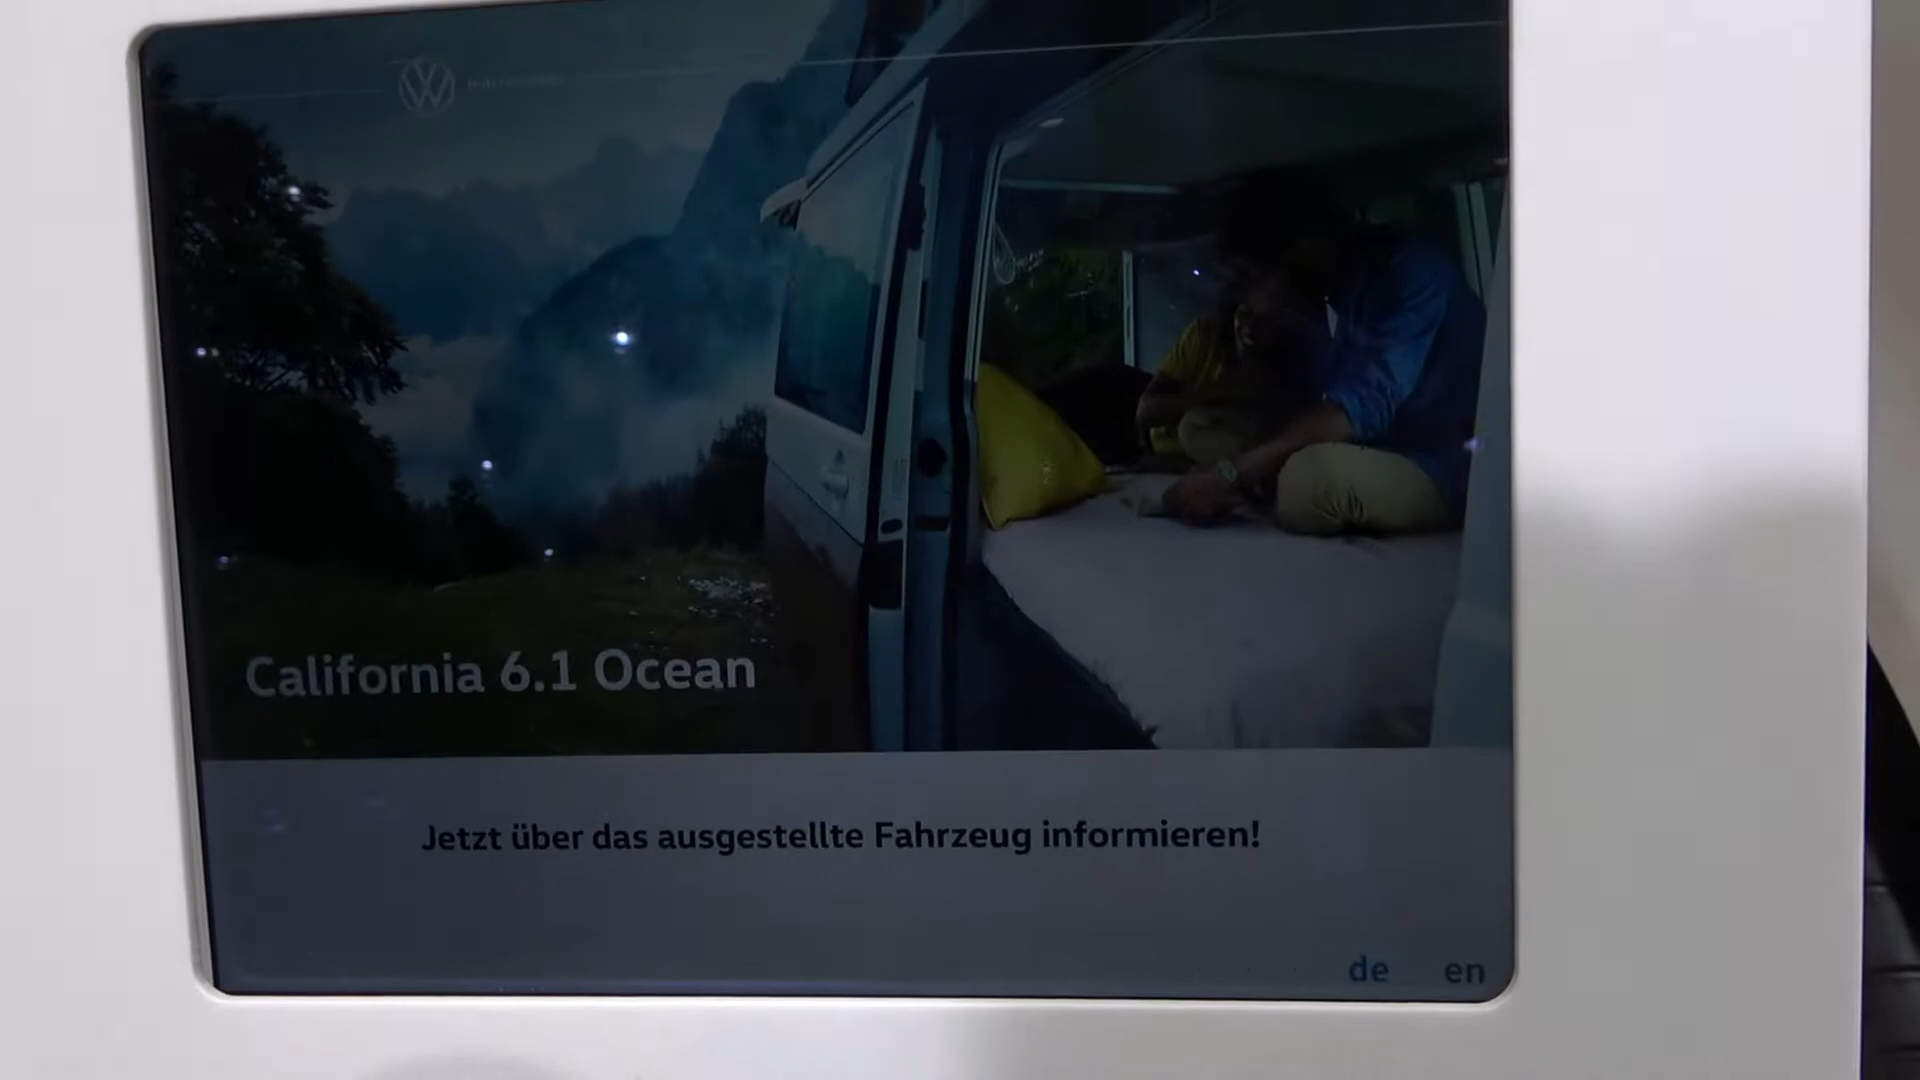 California 6.1 Ocean
Jetzt über das ausgestellte Fahrzeug informieren!
de en